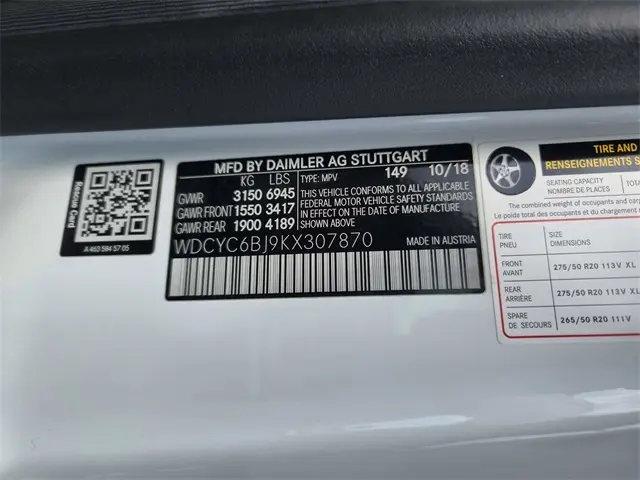 Rescue Card
A 463 584 57 05
MFD BY DAIMLER AG STUTTGART
KG LBS TYPE: MPV 149 10/18
GVWR 3150 6945
GAWR FRONT 1550 3417
GAWR REAR 1900 4189
THIS VEHICLE CONFORMS TO ALL APPLICABLE
FEDERAL MOTOR VEHICLE SAFETY STANDARDS
IN EFFECT ON THE DATE OF MANUFACTURE
SHOWN ABOVE.
WDCYC6BJ9KX307870
MADE IN AUSTRIA
TIRE AND
RENSEIGNEMENTS S
SEATING CAPACITY
NOMBRE DE PLACES
The combined weight of occupants and cargo
Le poids total des occupants et du chargement
TIRE SIZE
PNEU DIMENSIONS
FRONT
AVANT
275/50 R20 113V XL
REAR
ARRIÈRE
275/50 R20 113V XL
SPARE
DE SECOURS
265/50 R20 111V